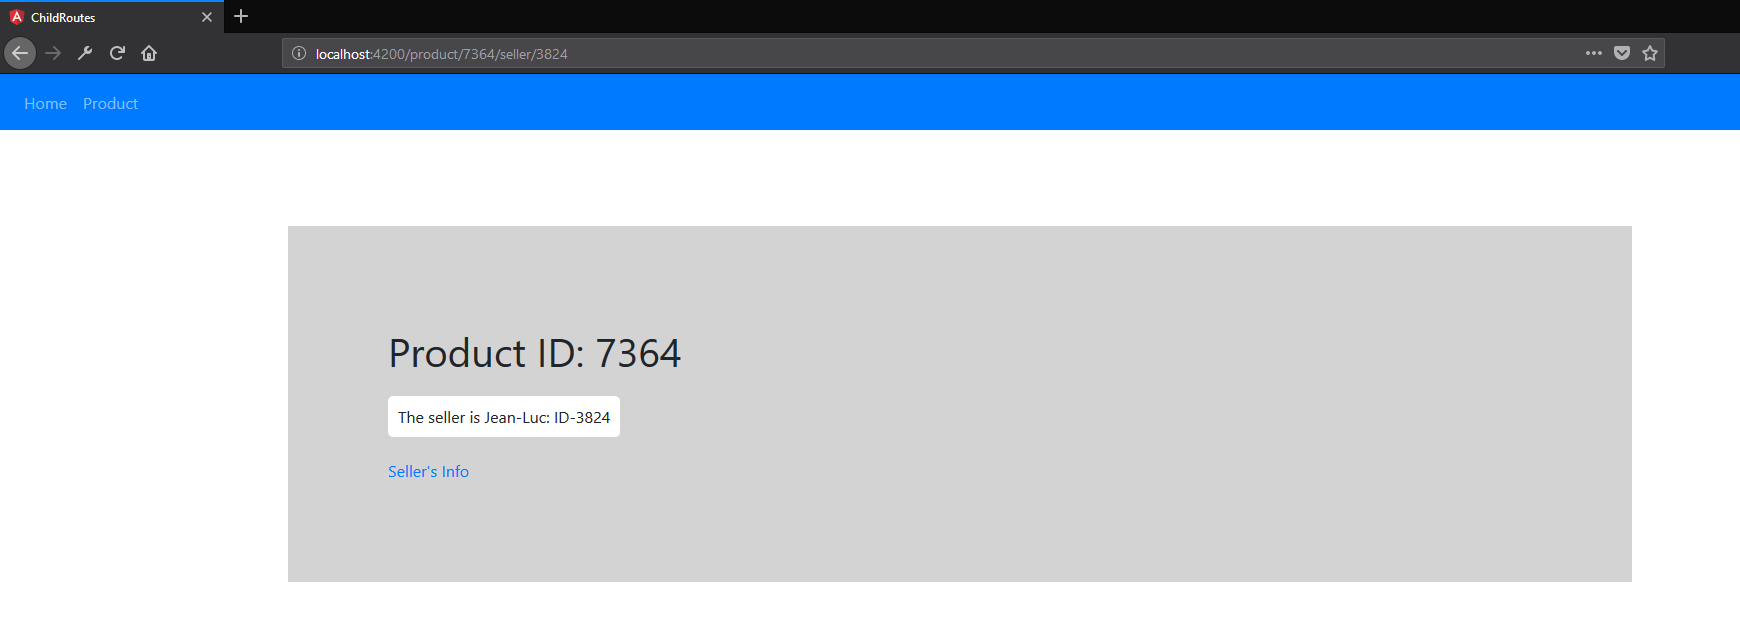 ChildRoutes
localhost:4200/product/7364/seller/3824
Home Product
Product ID: 7364
The seller is Jean-Luc: ID-3824
Seller's Info